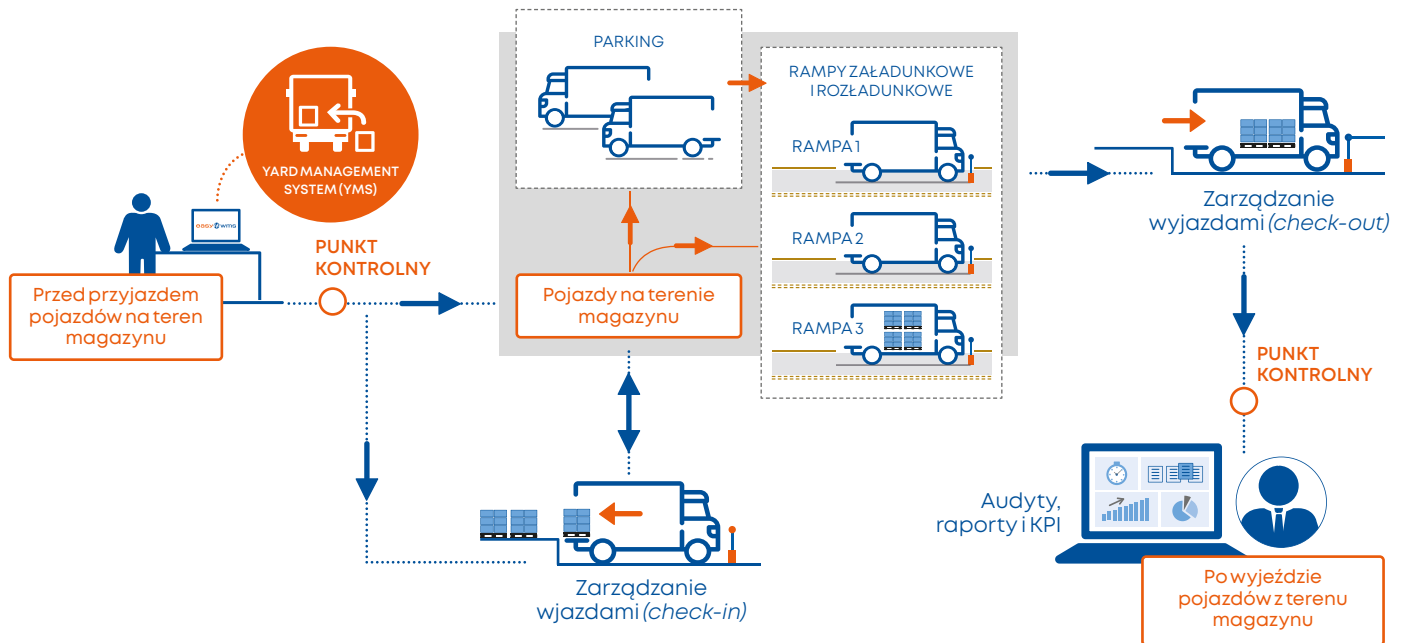 YARD MANAGEMENT
SYSTEM (YMS)
easy wms
PUNKT
KONTROLNY
Przed przyjazdem
pojazdów na teren
magazynu
PARKING
RAMPY ZAŁADUNKOWE
I ROZŁADUNKOWE
RAMPA 1
RAMPA 2
RAMPA 3
Pojazdy na terenie
magazynu
Zarządzanie
wjazdami (check-in)
Zarządzanie
wyjazdami (check-out)
PUNKT
KONTROLNY
Audyty,
raporty i KPI
Po wyjeździe
pojazdów z terenu
magazynu